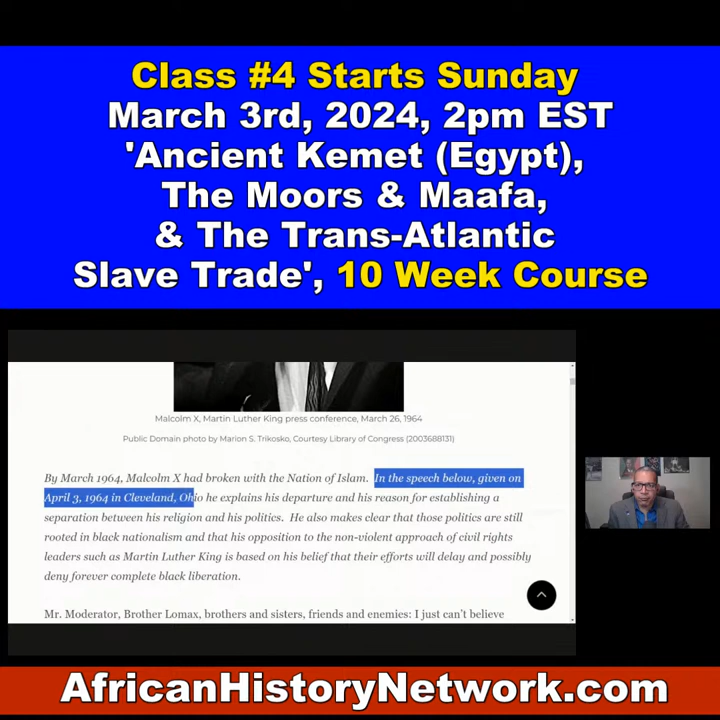 Class #4 Starts Sunday
March 3rd, 2024, 2pm EST
'Ancient Kemet (Egypt),
The Moors & Maafa,
& The Trans-Atlantic
Slave Trade', 10 Week Course
Malcolm X, Martin Luther King press conference, March 26, 1964
Public Domain photo by Marion S. Trikosko, Courtesy Library of Congress (2003688131)
By March 1964, Malcolm X had broken with the Nation of Islam. In the speech below, given on
April 3, 1964 in Cleveland, Ohio he explains his departure and his reason for establishing a
separation between his religion and his politics. He also makes clear that those politics are still
rooted in black nationalism and that his opposition to the non-violent approach of civil rights
leaders such as Martin Luther King is based on his belief that their efforts will delay and possibly
deny forever complete black liberation.
Mr. Moderator, Brother Lomax, brothers and sisters, friends and enemies: I just can't believe
AfricanHistoryNetwork.com